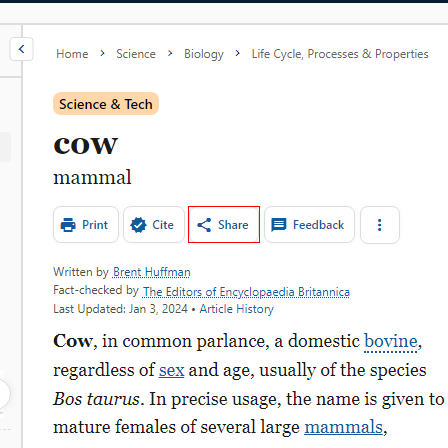 Home > Science > Biology > Life Cycle, Processes & Properties
Science & Tech
cow
mammal
Print Cite Share Feedback
Written by Brent Huffman
Fact-checked by The Editors of Encyclopaedia Britannica
Last Updated: Jan 3, 2024 • Article History
Cow, in common parlance, a domestic bovine,
regardless of sex and age, usually of the species
Bos taurus. In precise usage, the name is given to
mature females of several large mammals,